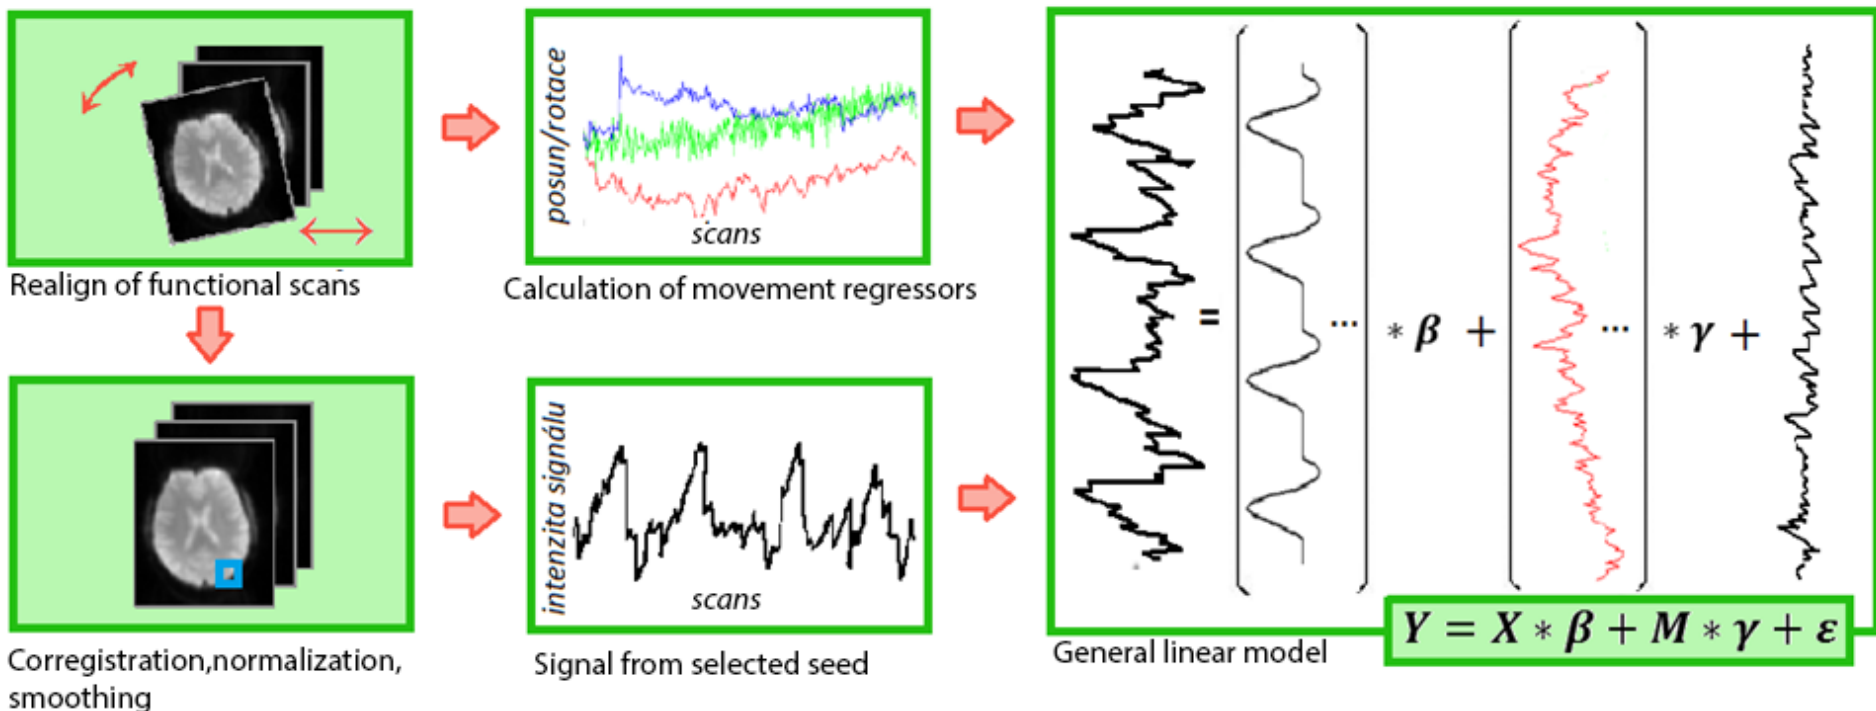 Realign of functional scans
posun/rotace
scans
Calculation of movement regressors
Corregistration,normalization,
smoothing
intenzita signálu
scans
Signal from selected seed
= ... * β + ... * γ +
Y = X * β + M * γ + ε
General linear model